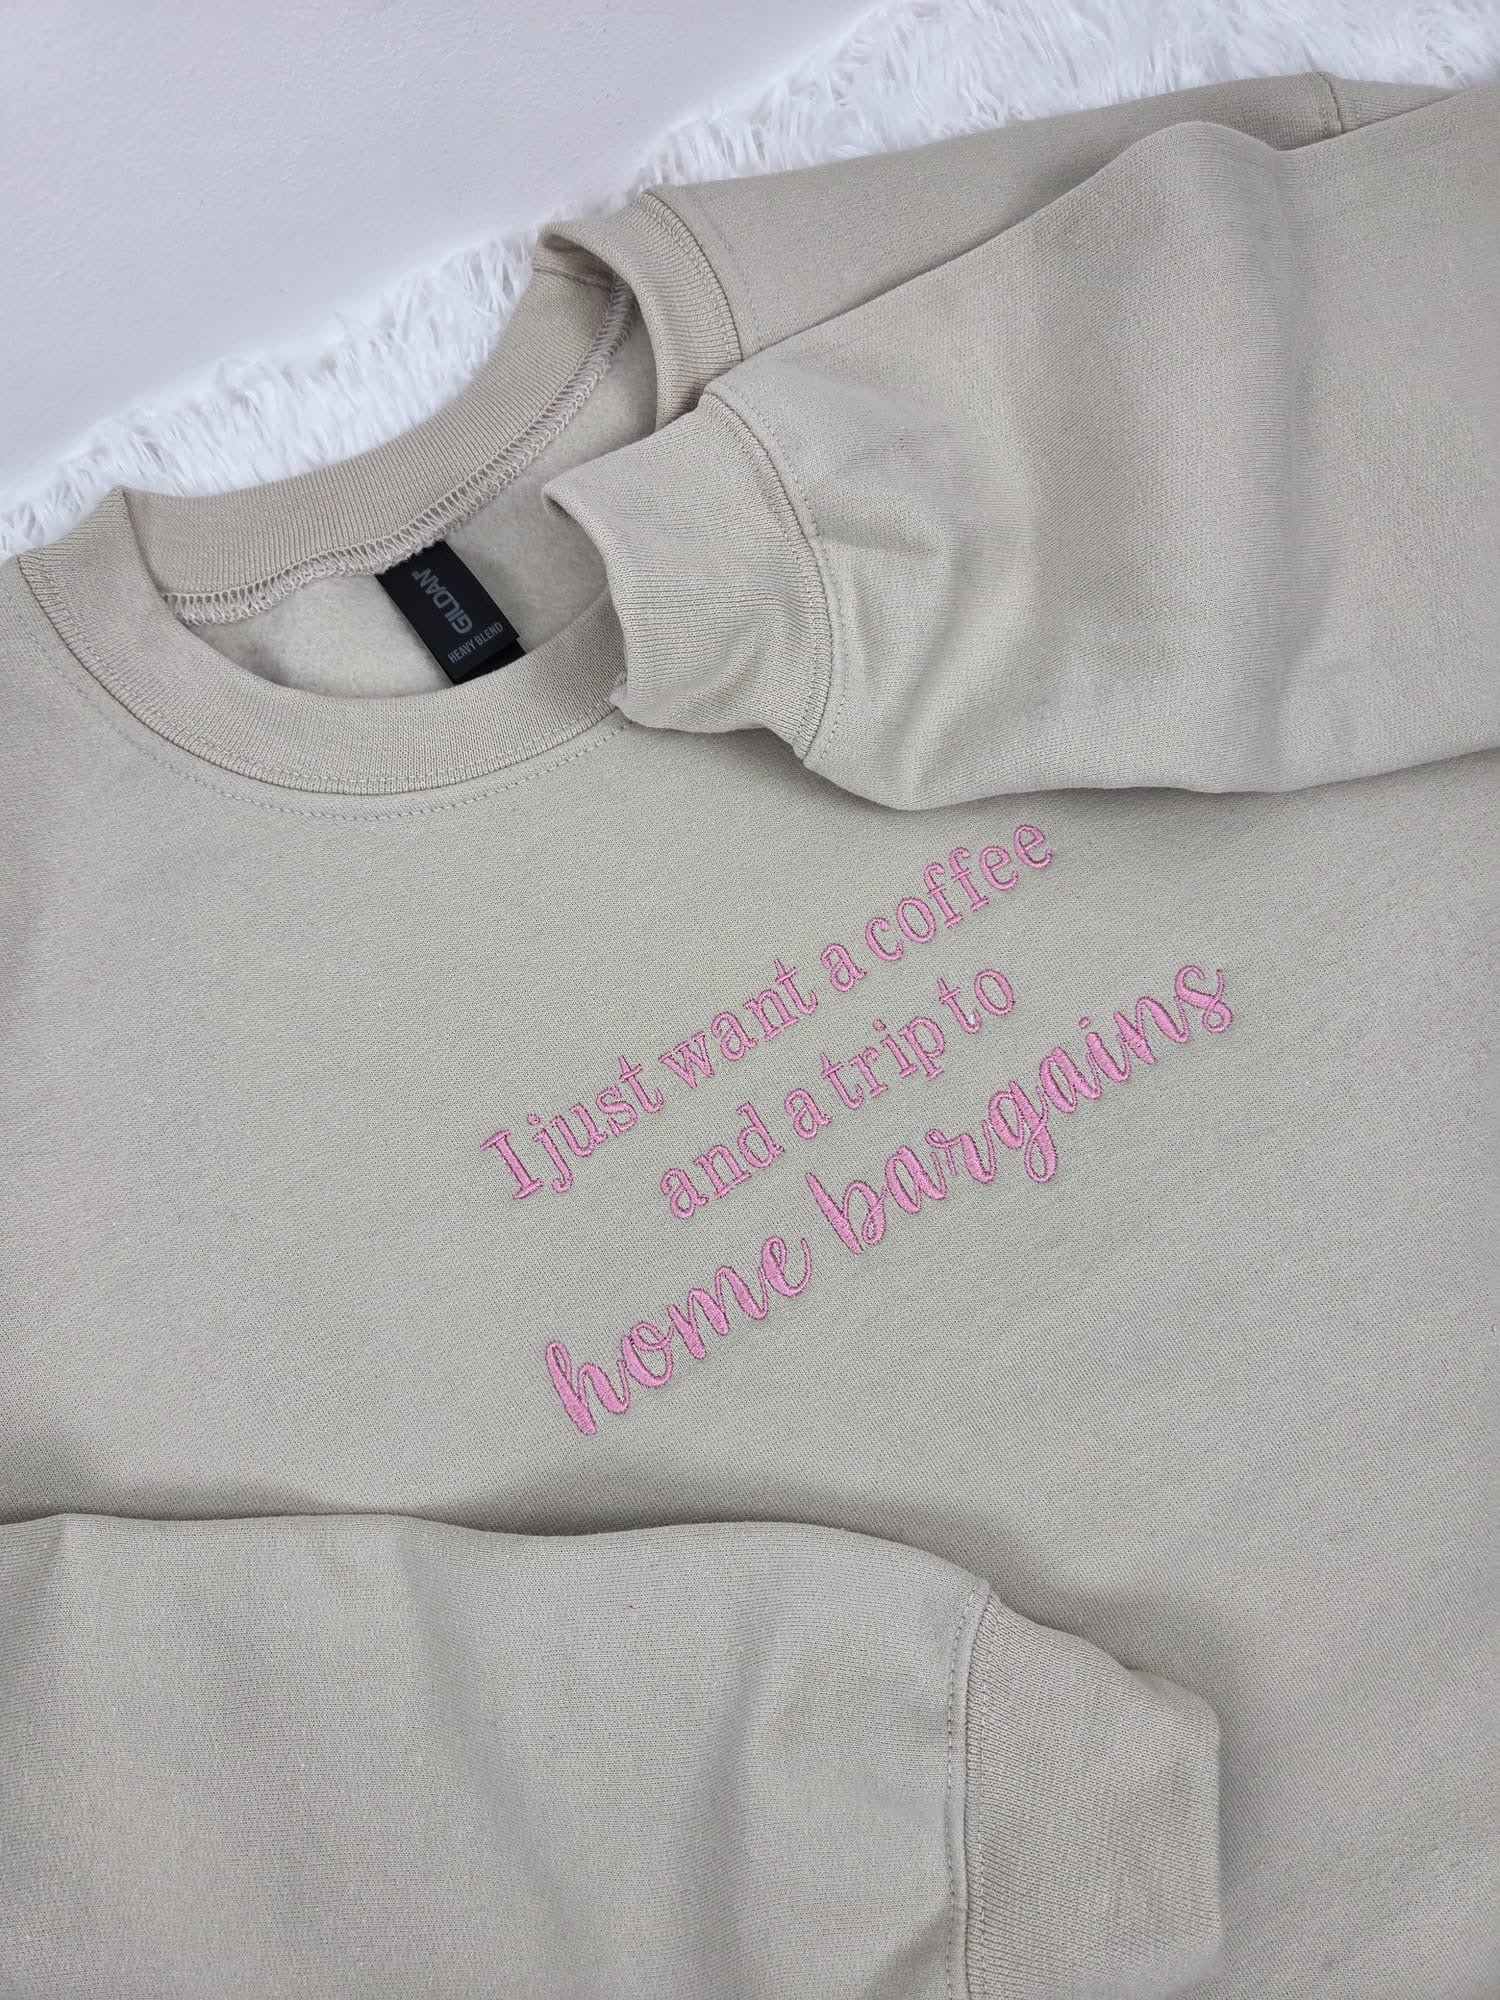 GILDAN
HEAVY BLEND
I just want a coffee
and a trip to
home bargains